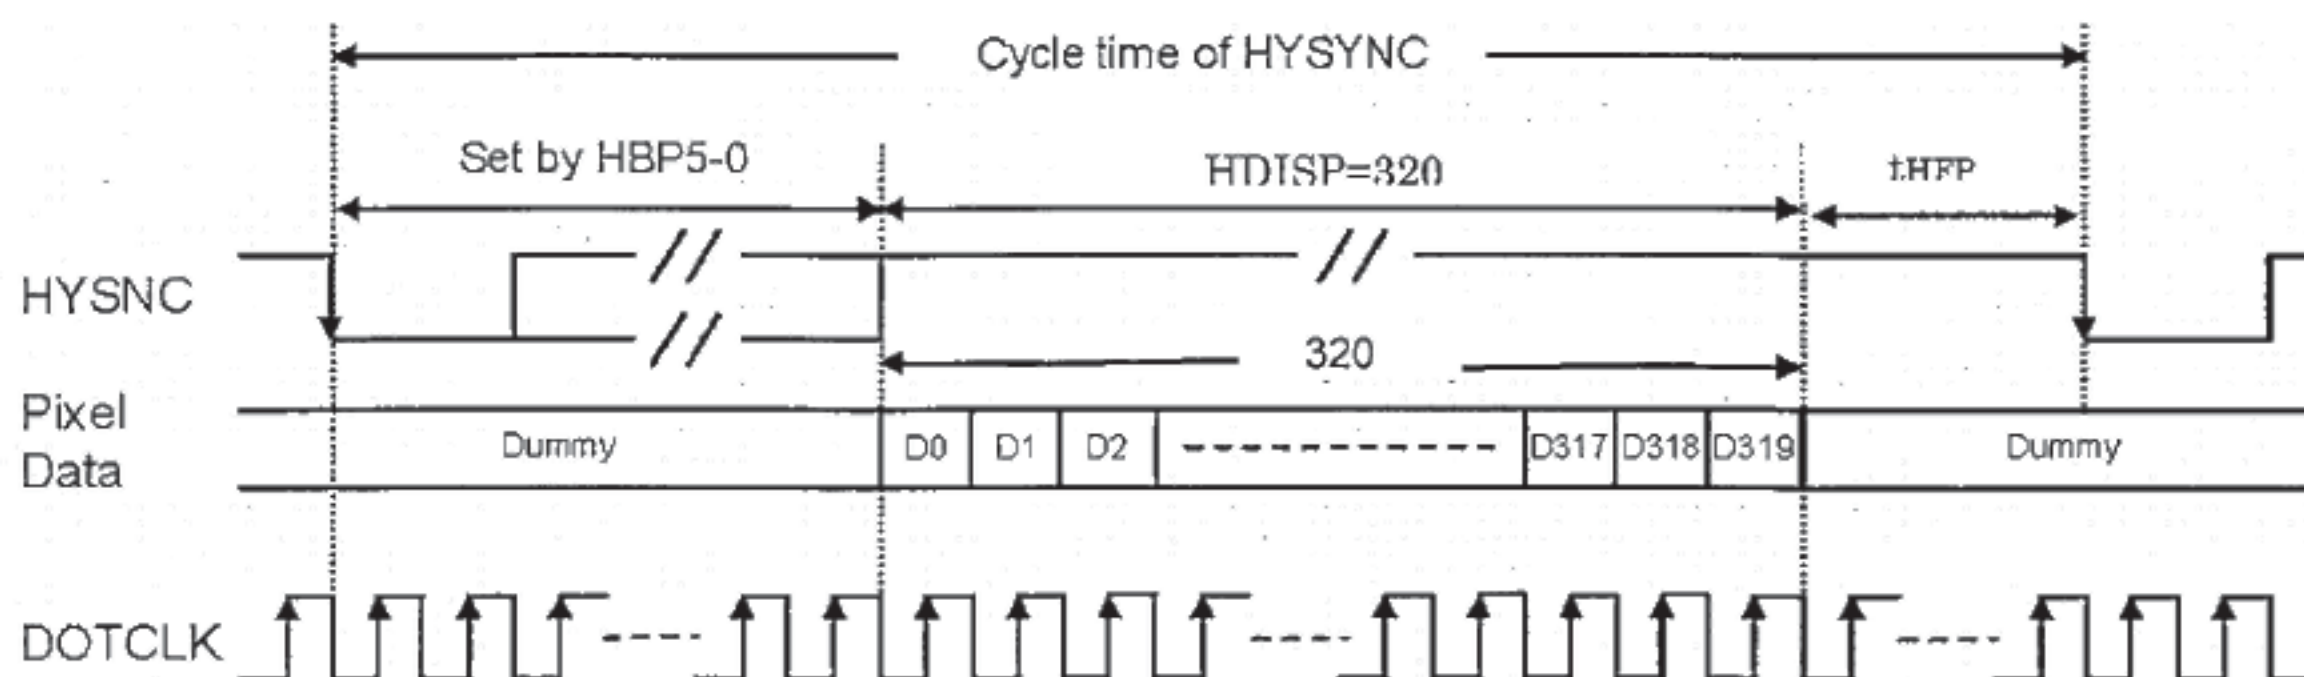 Cycle time of HYSYNC
Set by HBP5-0
HDISP=320
tHFP
HYSNC
320
Pixel
Data
Dummy
D0
D1
D2
D317
D318
D319
Dummy
DOTCLK